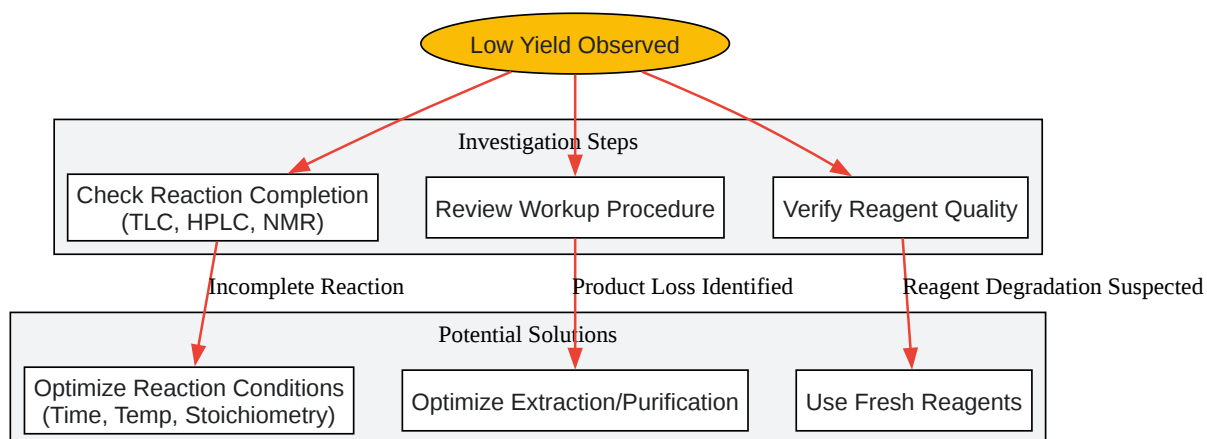 Low Yield Observed
Investigation Steps
Check Reaction Completion
(TLC, HPLC, NMR)
Review Workup Procedure
Verify Reagent Quality
Incomplete Reaction
Product Loss Identified
Reagent Degradation Suspected
Potential Solutions
Optimize Reaction Conditions
(Time, Temp, Stoichiometry)
Optimize Extraction/Purification
Use Fresh Reagents